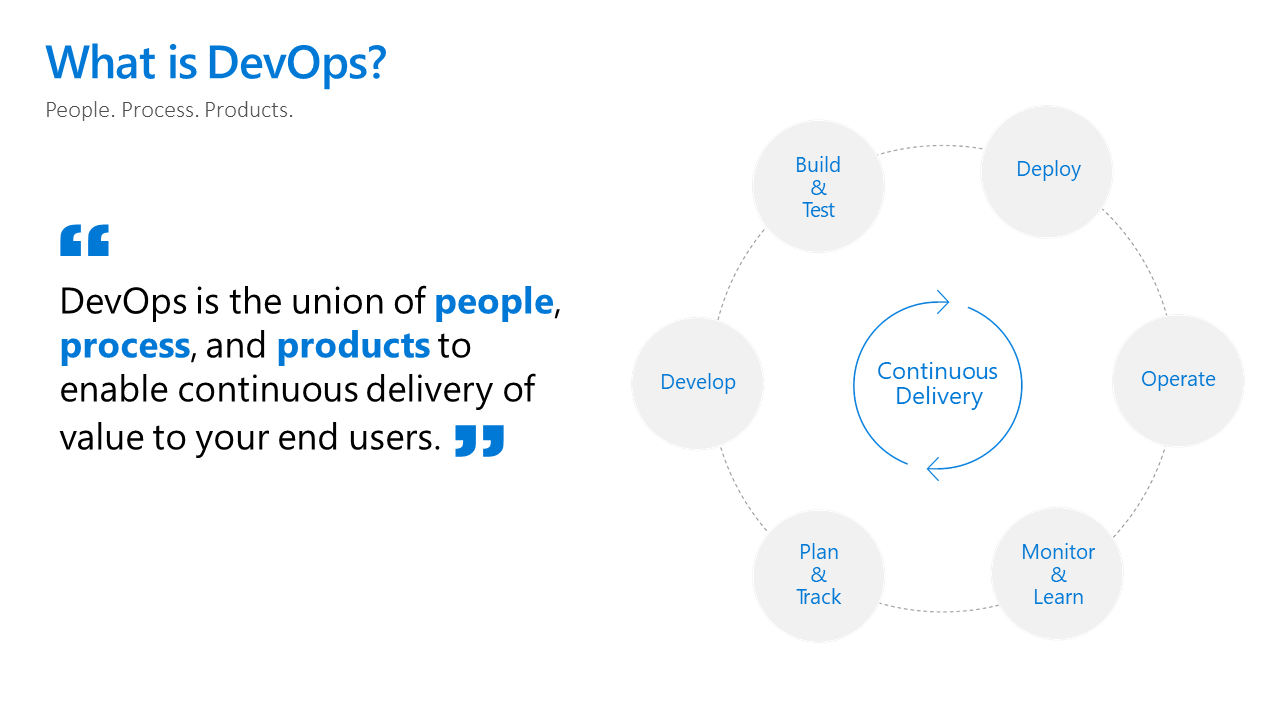 What is DevOps?
People. Process. Products.
“
DevOps is the union of people,
process, and products to
enable continuous delivery of
value to your end users. ”
Build
&
Test
Deploy
Develop
Continuous
Delivery
Operate
Plan
&
Track
Monitor
&
Learn